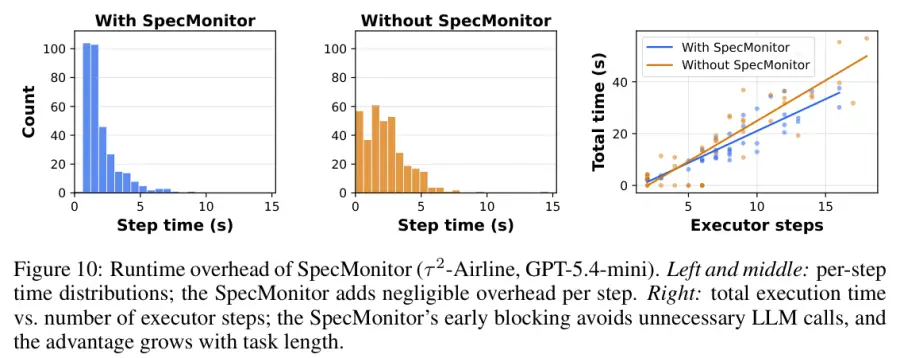 With SpecMonitor
Count
100
80
60
40
20
0
0
5
10
15
Step time (s)
Without SpecMonitor
100
80
60
40
20
0
0
5
10
15
Step time (s)
With SpecMonitor
Without SpecMonitor
Total time (s)
40
20
0
5
10
15
Executor steps
Figure 10: Runtime overhead of SpecMonitor (τ²-Airline, GPT-5.4-mini). Left and middle: per-step
time distributions; the SpecMonitor adds negligible overhead per step. Right: total execution time
vs. number of executor steps; the SpecMonitor's early blocking avoids unnecessary LLM calls, and
the advantage grows with task length.